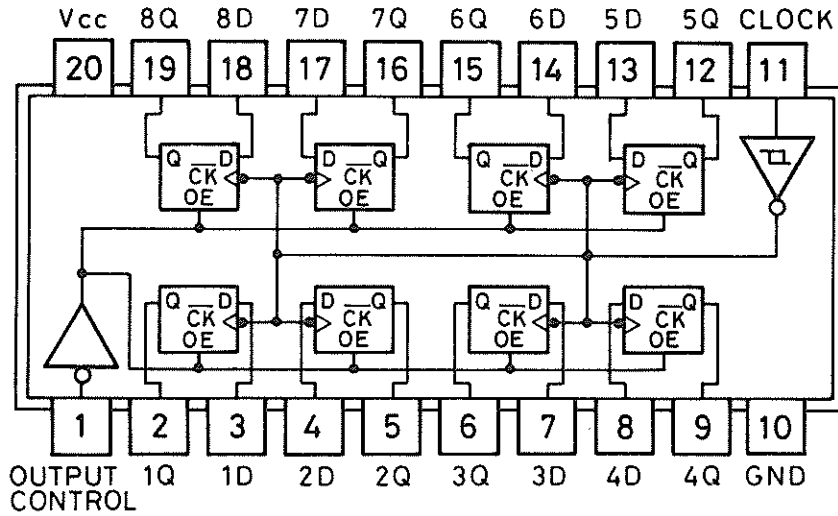 Vcc 8Q 8D 7D 7Q 6Q 6D 5D 5Q CLOCK
20 19 18 17 16 15 14 13 12 11
Q D D Q Q D D Q
CK CK CK CK
OE OE OE OE
Q D D Q Q D D Q
CK CK CK CK
OE OE OE OE
1 2 3 4 5 6 7 8 9 10
OUTPUT 1Q 1D 2D 2Q 3Q 3D 4D 4Q GND
CONTROL